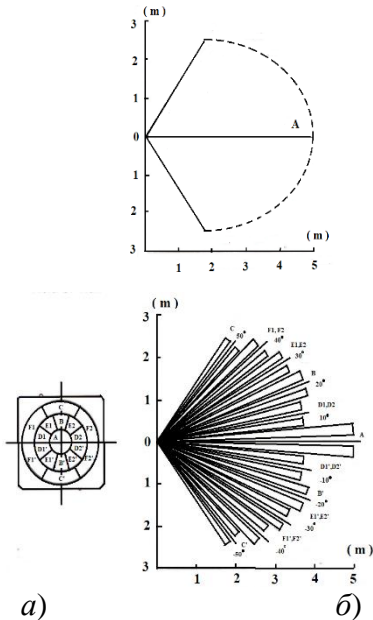 ( m )
3
2
1
0
1
2
3
A
( m )
1 2 3 4 5
( m )
3
2
1
0
1
2
3
C
50°
F1, F2
40°
E1, E2
30°
B
20°
D1, D2
10°
A
D1', D2'
-10°
B'
-20°
E1', E2'
-30°
F1', F2'
-40°
C'
-50°
( m )
1 2 3 4 5
C
F1 E1 B E2 F2
D1 A D2
D1' D2'
F1' E1' B' E2' F2'
C'
а) б)